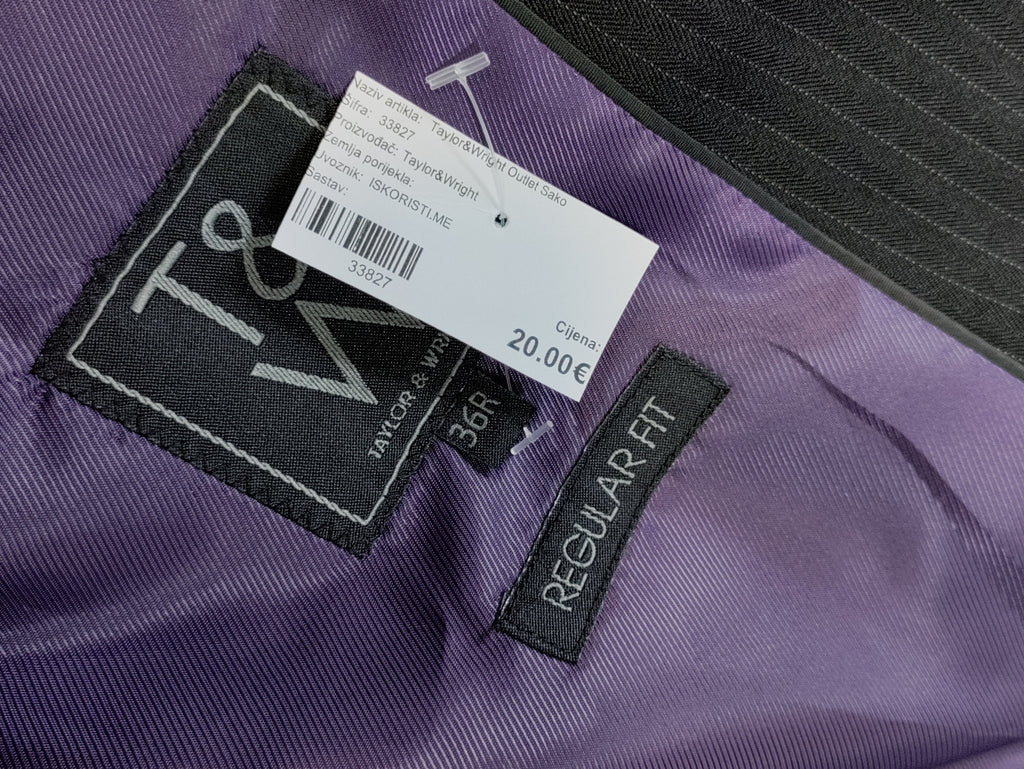 Naziv artikla: Taylor&Wright Outlet Sako
Šifra: 33827
Proizvođač: Taylor&Wright
Zemlja porijekla:
Uvoznik: ISKORISTI.ME
Sastav:
33827
Cijena:
20.00€
T&
W
TAYLOR &
36R
REGULAR FIT